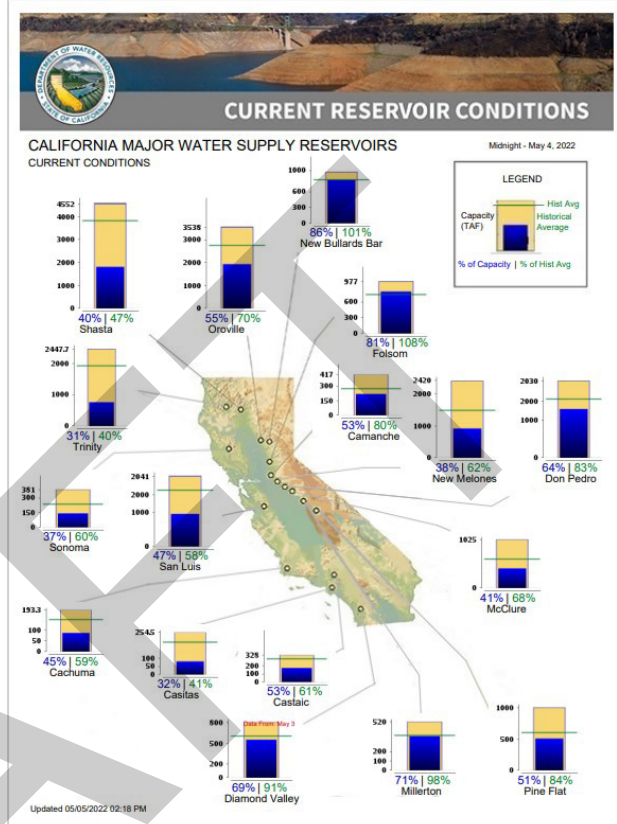 DEPARTMENT OF WATER RESOURCES
STATE OF CALIFORNIA
CURRENT RESERVOIR CONDITIONS
CALIFORNIA MAJOR WATER SUPPLY RESERVOIRS
CURRENT CONDITIONS
Midnight - May 4, 2022
LEGEND
Hist Avg
Capacity
(TAF)
Historical
Average
% of Capacity | % of Hist Avg
1000
600
300
0
86% | 101%
New Bullards Bar
4552
4000
3000
2000
1000
0
40% | 47%
Shasta
3538
3000
2000
1000
0
55% | 70%
Oroville
977
600
300
0
81% | 108%
Folsom
2447.7
2000
1000
0
31% | 40%
Trinity
417
300
150
0
53% | 80%
Camanche
2420
2000
1000
0
38% | 62%
New Melones
2030
2000
1000
0
64% | 83%
Don Pedro
381
300
150
0
37% | 60%
Sonoma
2041
2000
1000
0
47% | 58%
San Luis
1025
0
41% | 68%
McClure
193.3
100
50
0
45% | 59%
Cachuma
254.5
100
50
0
32% | 41%
Casitas
325
200
100
0
53% | 61%
Castaic
800
500
200
0
Data From: May 3
69% | 91%
Diamond Valley
520
200
100
0
71% | 98%
Millerton
1000
500
0
51% | 84%
Pine Flat
Updated 05/05/2022 02:18 PM